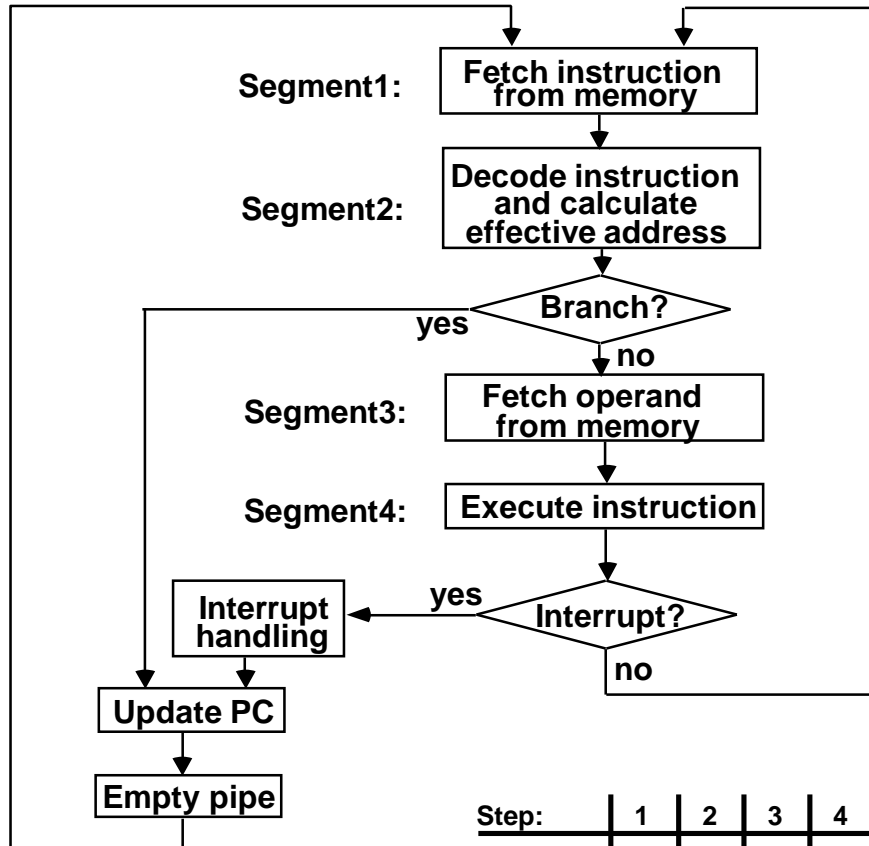 Segment1:
Fetch instruction
from memory
Segment2:
Decode instruction
and calculate
effective address
Branch?
yes
no
Segment3:
Fetch operand
from memory
Segment4:
Execute instruction
Interrupt
handling
yes
Interrupt?
no
Update PC
Empty pipe
Step: 1 2 3 4